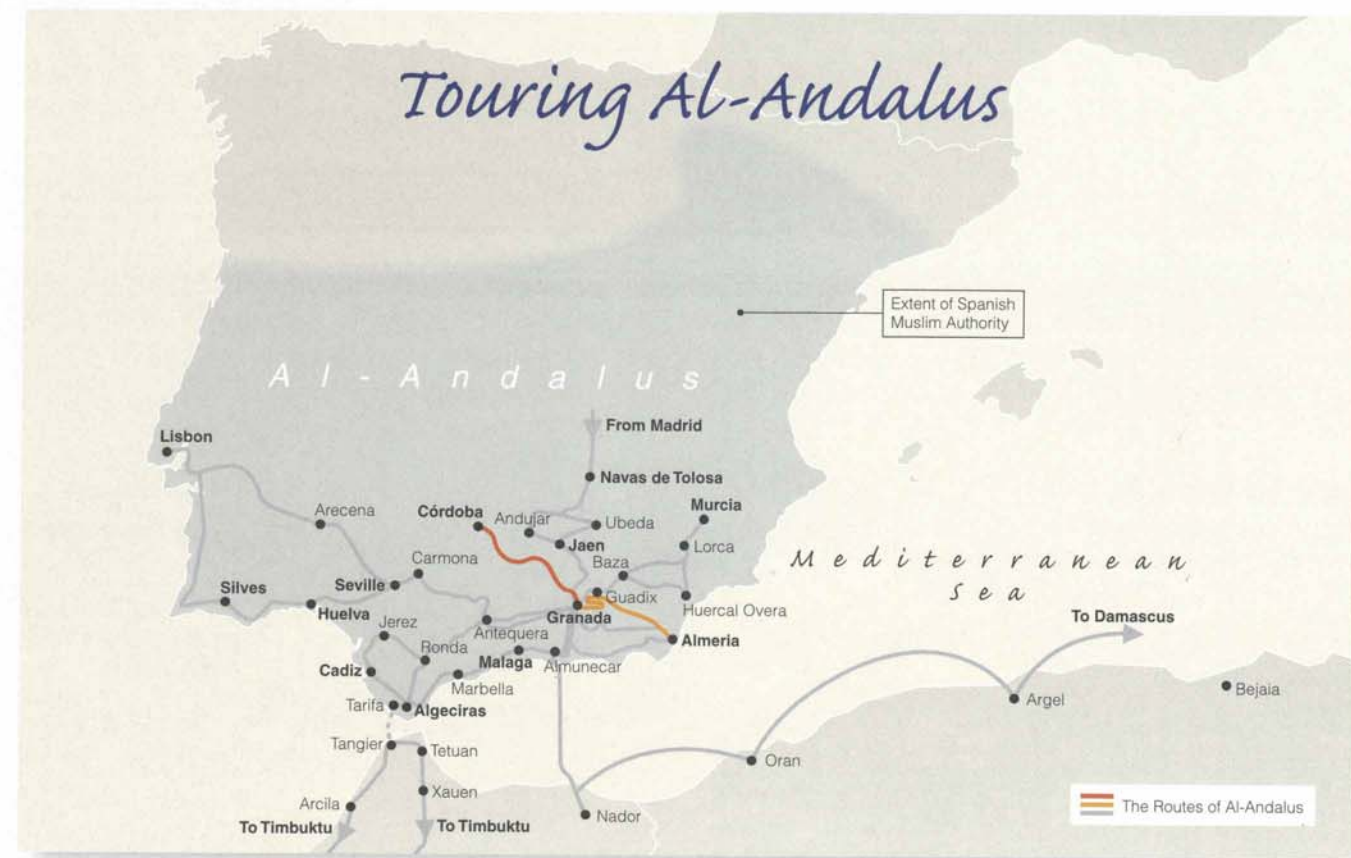 Touring Al-Andalus
Extent of Spanish
Muslim Authority
Al-Andalus
From Madrid
Lisbon
Navas de Tolosa
Murcia
Arecena
Córdoba
Andujar
Ubeda
Jaen
Lorca
Carmona
Baza
Mediterranean
Sea
Silves
Seville
Guadix
Huelva
Granada
Huercal Overa
To Damascus
Jerez
Antequera
Almeria
Ronda
Cadiz
Malaga
Almunecar
Marbella
Bejaia
Tarifa
Algeciras
Argel
Tangier
Tetuan
Oran
Xauen
Arcila
Nador
The Routes of Al-Andalus
To Timbuktu
To Timbuktu